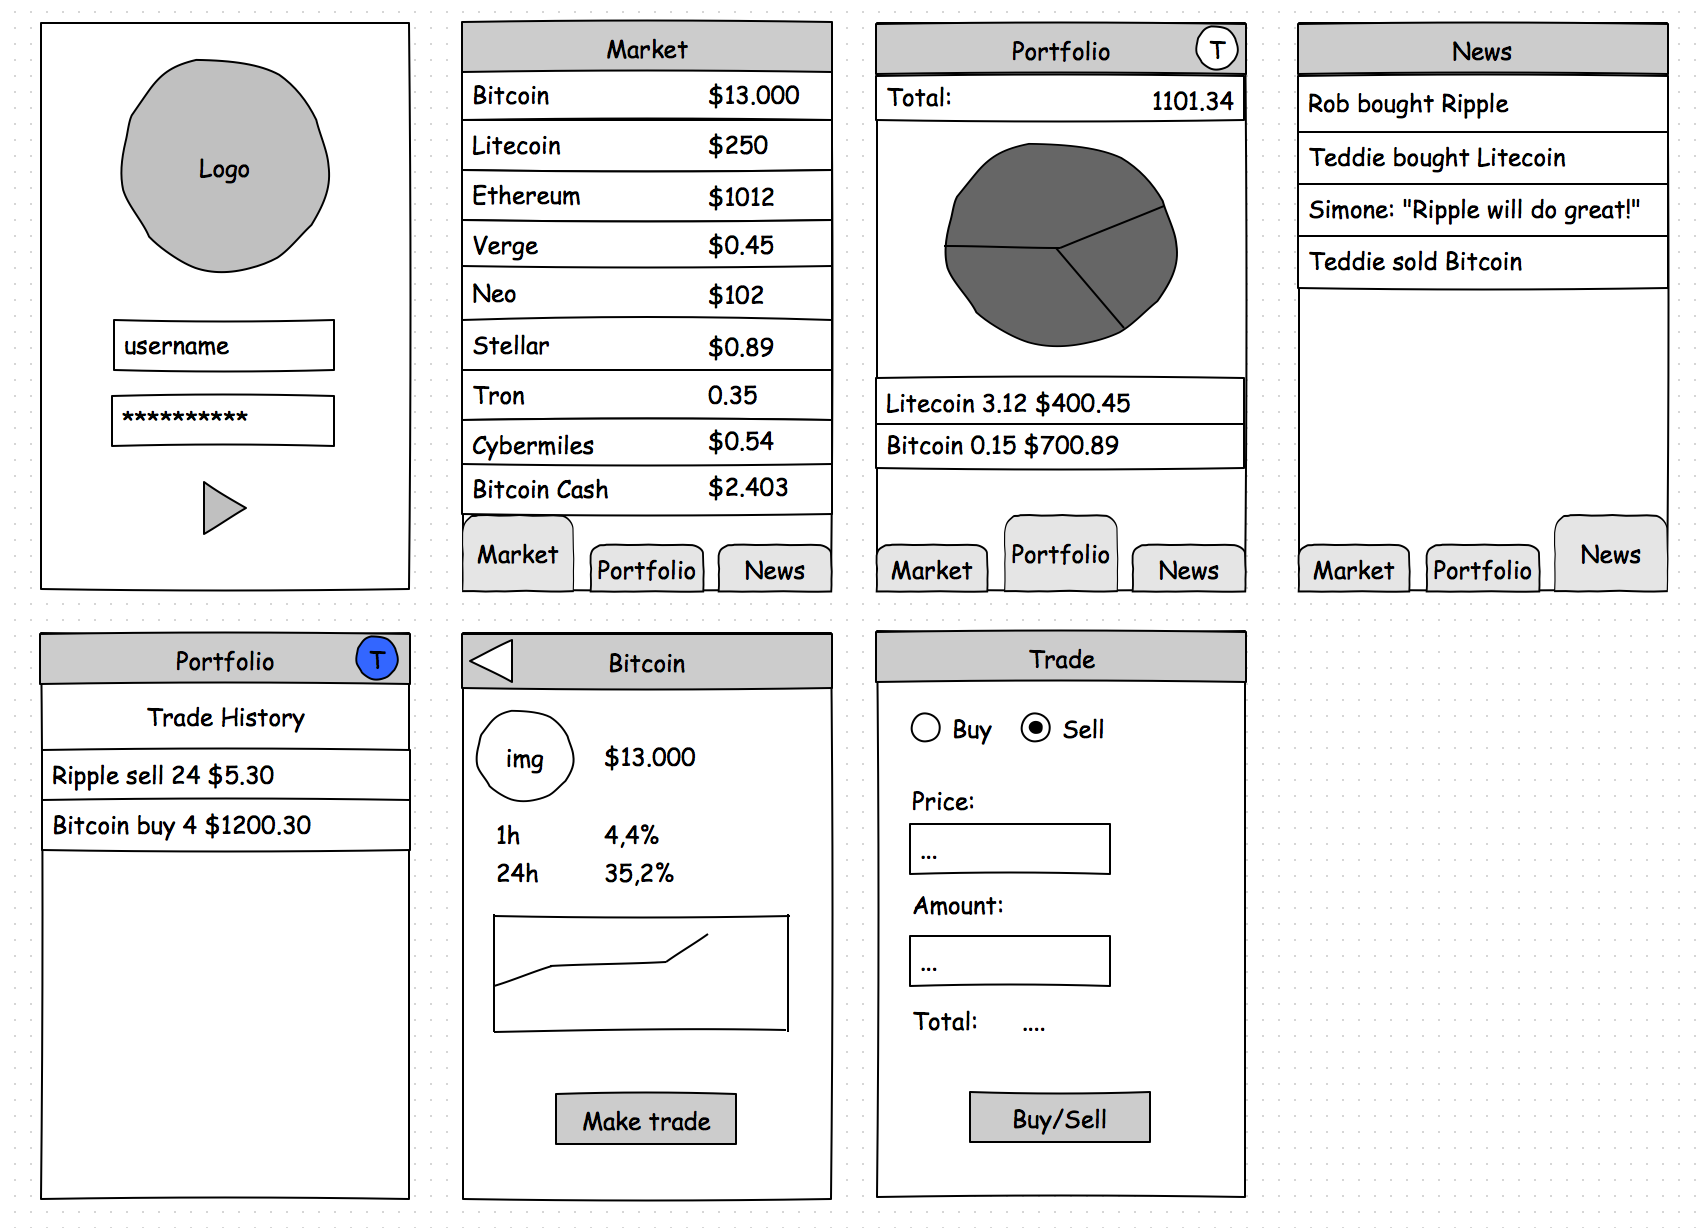 Logo
username
**********
Market
Bitcoin $13.000
Litecoin $250
Ethereum $1012
Verge $0.45
Neo $102
Stellar $0.89
Tron 0.35
Cybermiles $0.54
Bitcoin Cash $2.403
Market Portfolio News
Portfolio T
Total: 1101.34
Litecoin 3.12 $400.45
Bitcoin 0.15 $700.89
Market Portfolio News
News
Rob bought Ripple
Teddie bought Litecoin
Simone: "Ripple will do great!"
Teddie sold Bitcoin
Market Portfolio News
Portfolio T
Trade History
Ripple sell 24 $5.30
Bitcoin buy 4 $1200.30
Bitcoin
img $13.000
1h 4,4%
24h 35,2%
Make trade
Trade
Buy Sell
Price:
...
Amount:
...
Total: ....
Buy/Sell